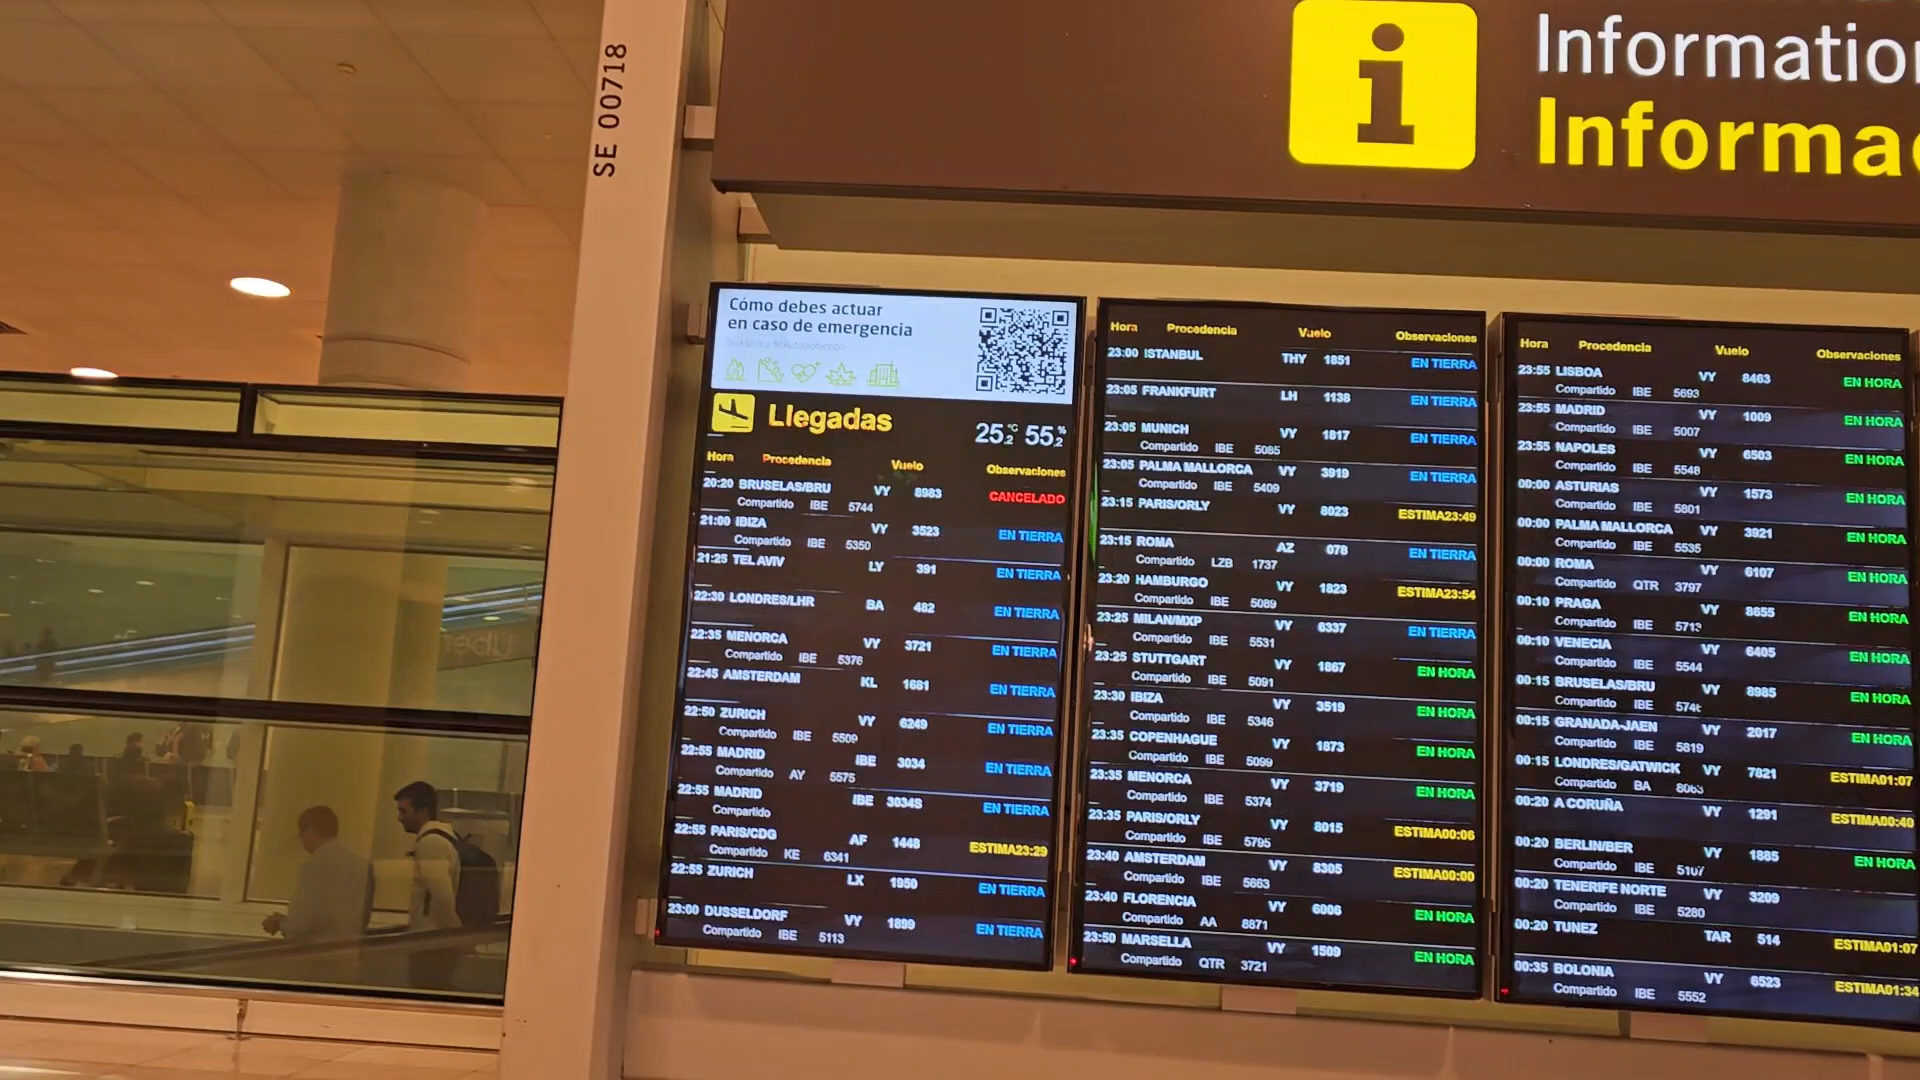 SE 00718
Information
Informac
Cómo debes actuar
en caso de emergencia
Llegadas
25.2 °C 55.2 %
Hora Procedencia Vuelo Observaciones
20:20 BRUSELAS/BRU VY 8983 CANCELADO
Compartido IBE 5744
21:00 IBIZA VY 3523 EN TIERRA
Compartido IBE 5350
21:25 TEL AVIV LY 391 EN TIERRA
22:30 LONDRES/LHR BA 482 EN TIERRA
22:35 MENORCA VY 3721 EN TIERRA
Compartido IBE 5376
22:45 AMSTERDAM KL 1681 EN TIERRA
22:50 ZURICH VY 6249 EN TIERRA
Compartido IBE 5509
22:55 MADRID IBE 3034 EN TIERRA
Compartido AY 5575
22:55 MADRID IBE 3034S EN TIERRA
Compartido
22:55 PARIS/CDG AF 1448 ESTIMA23:29
Compartido KE 6341
22:55 ZURICH LX 1950 EN TIERRA
23:00 DUSSELDORF VY 1899 EN TIERRA
Compartido IBE 5113
Hora Procedencia Vuelo Observaciones
23:00 ISTANBUL THY 1851 EN TIERRA
23:05 FRANKFURT LH 1138 EN TIERRA
23:05 MUNICH VY 1817 EN TIERRA
Compartido IBE 5085
23:05 PALMA MALLORCA VY 3919 EN TIERRA
Compartido IBE 5409
23:15 PARIS/ORLY VY 8023 ESTIMA23:49
23:15 ROMA AZ 078 EN TIERRA
Compartido LZB 1737
23:20 HAMBURGO VY 1823 ESTIMA23:54
Compartido IBE 5089
23:25 MILAN/MXP VY 6337 EN TIERRA
Compartido IBE 5531
23:25 STUTTGART VY 1867 EN HORA
Compartido IBE 5091
23:30 IBIZA VY 3519 EN HORA
Compartido IBE 5346
23:35 COPENHAGUE VY 1873 EN HORA
Compartido IBE 5099
23:35 MENORCA VY 3719 EN HORA
Compartido IBE 5374
23:35 PARIS/ORLY VY 8015 ESTIMA00:06
Compartido IBE 5795
23:40 AMSTERDAM VY 8305 ESTIMA00:00
Compartido IBE 5663
23:40 FLORENCIA VY 6006 EN HORA
Compartido AA 8871
23:50 MARSELLA VY 1509 EN HORA
Compartido QTR 3721
Hora Procedencia Vuelo Observaciones
23:55 LISBOA VY 8463 EN HORA
Compartido IBE 5693
23:55 MADRID VY 1009 EN HORA
Compartido IBE 5007
23:55 NAPOLES VY 6503 EN HORA
Compartido IBE 5548
00:00 ASTURIAS VY 1573 EN HORA
Compartido IBE 5801
00:00 PALMA MALLORCA VY 3921 EN HORA
Compartido IBE 5535
00:00 ROMA VY 6107 EN HORA
Compartido QTR 3797
00:10 PRAGA VY 8655 EN HORA
Compartido IBE
00:10 VENECIA VY 6405 EN HORA
Compartido IBE 5544
00:15 BRUSELAS/BRU VY 8985 EN HORA
Compartido IBE
00:15 GRANADA-JAEN VY 2017 EN HORA
Compartido IBE 5819
00:15 LONDRES/GATWICK VY 7821 ESTIMA01:07
Compartido BA
00:20 A CORUÑA VY 1291 ESTIMA00:40
00:20 BERLIN/BER VY 1885 EN HORA
Compartido IBE 5107
00:20 TENERIFE NORTE VY 3209
Compartido IBE 5280
00:20 TUNEZ TAR 514 ESTIMA01:07
00:35 BOLONIA VY 6523 ESTIMA01:34
Compartido IBE 5552
Uber